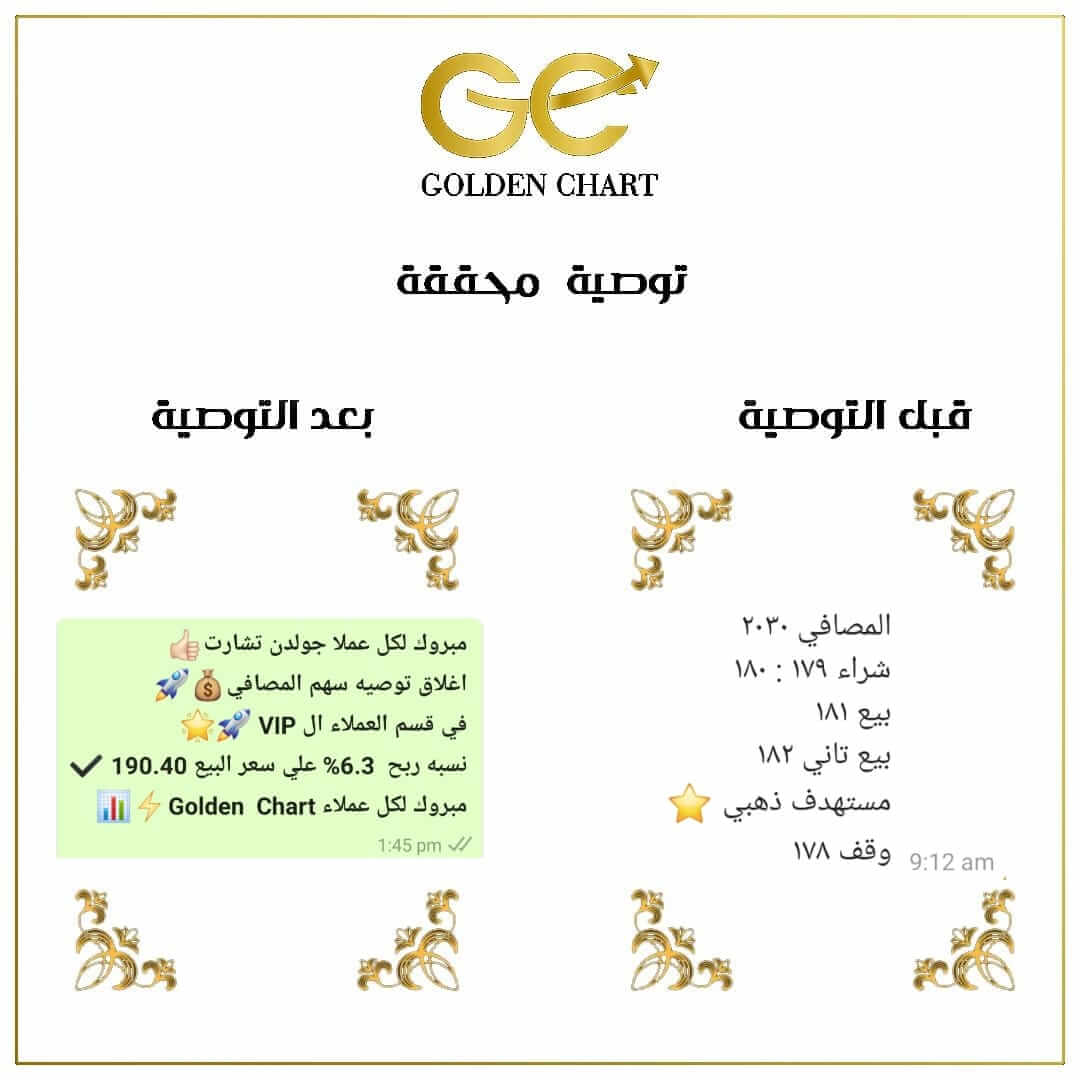 GC
GOLDEN CHART
توصية محققة
قبل التوصية
المصافي ٢٠٣٠
شراء ١٧٩ : ١٨٠
بيع ١٨١
بيع تاني ١٨٢
مستهدف ذهبي ⭐
وقف ١٧٨
9:12 am
بعد التوصية
مبروك لكل عملا جولدن تشارت👍🏻
اغلاق توصيه سهم المصافي💰🚀
في قسم العملاء ال VIP 🚀🌟
نسبه ربح 6.3% علي سعر البيع 190.40 ✔️
مبروك لكل عملاء Golden Chart⚡📊
1:45 pm